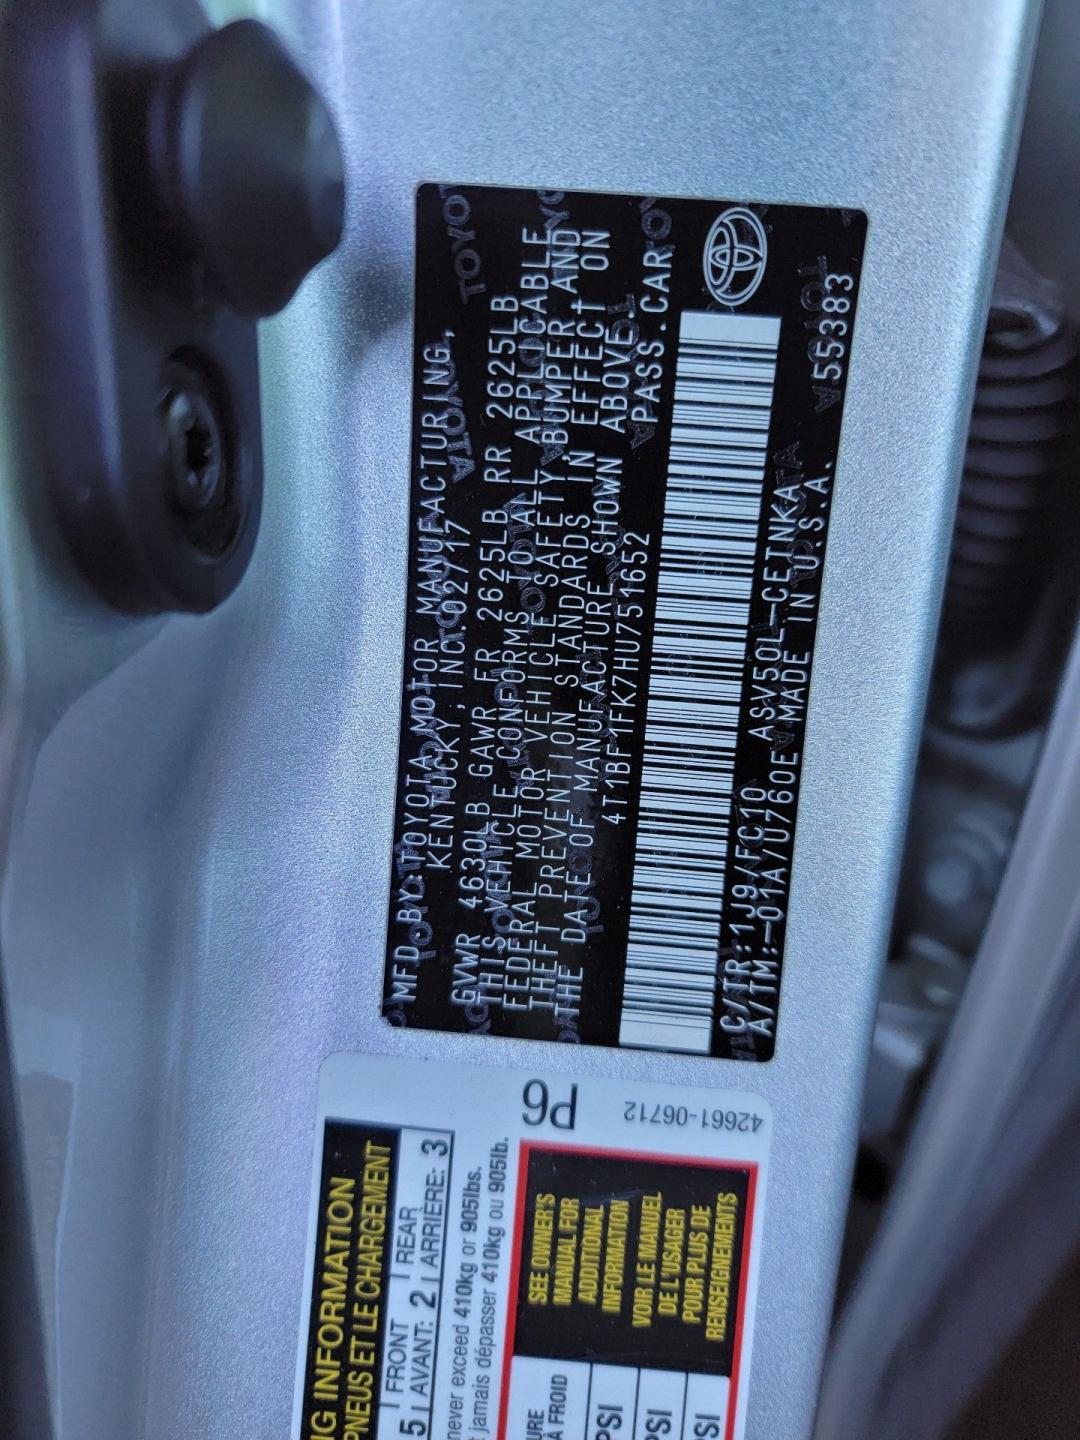 MFD BY:TOYOTA MOTOR MANUFACTURING,
KENTUCKY, INC.02/17
GVWR 4630LB GAWR FR 2625LB RR 2625LB
THIS VEHICLE CONFORMS TO ALL APPLICABLE
FEDERAL MOTOR VEHICLE SAFETY,BUMPER AND
THEFT PREVENTION STANDARDS IN EFFECT ON
THE DATE OF MANUFACTURE SHOWN ABOVE.
4T1BF1FK7HU751652 PASS.CAR
C/TR:1J9/FC10 ASV50L-CETNKA
A/TM:-01A/U760E MADE IN U.S.A. 55383
P6
42661-06712
NG INFORMATION
PNEUS ET LE CHARGEMENT
5 FRONT 2 REAR 3
AVANT: ARRIÈRE:
never exceed 410kg or 905lbs.
t jamais dépasser 410kg ou 905lb.
URE
À FROID
PSI
PSI
PSI
SEE OWNER'S
MANUAL FOR
ADDITIONAL
INFORMATION
VOIR LE MANUEL
DE L'USAGER
POUR PLUS DE
RENSEIGNEMENTS